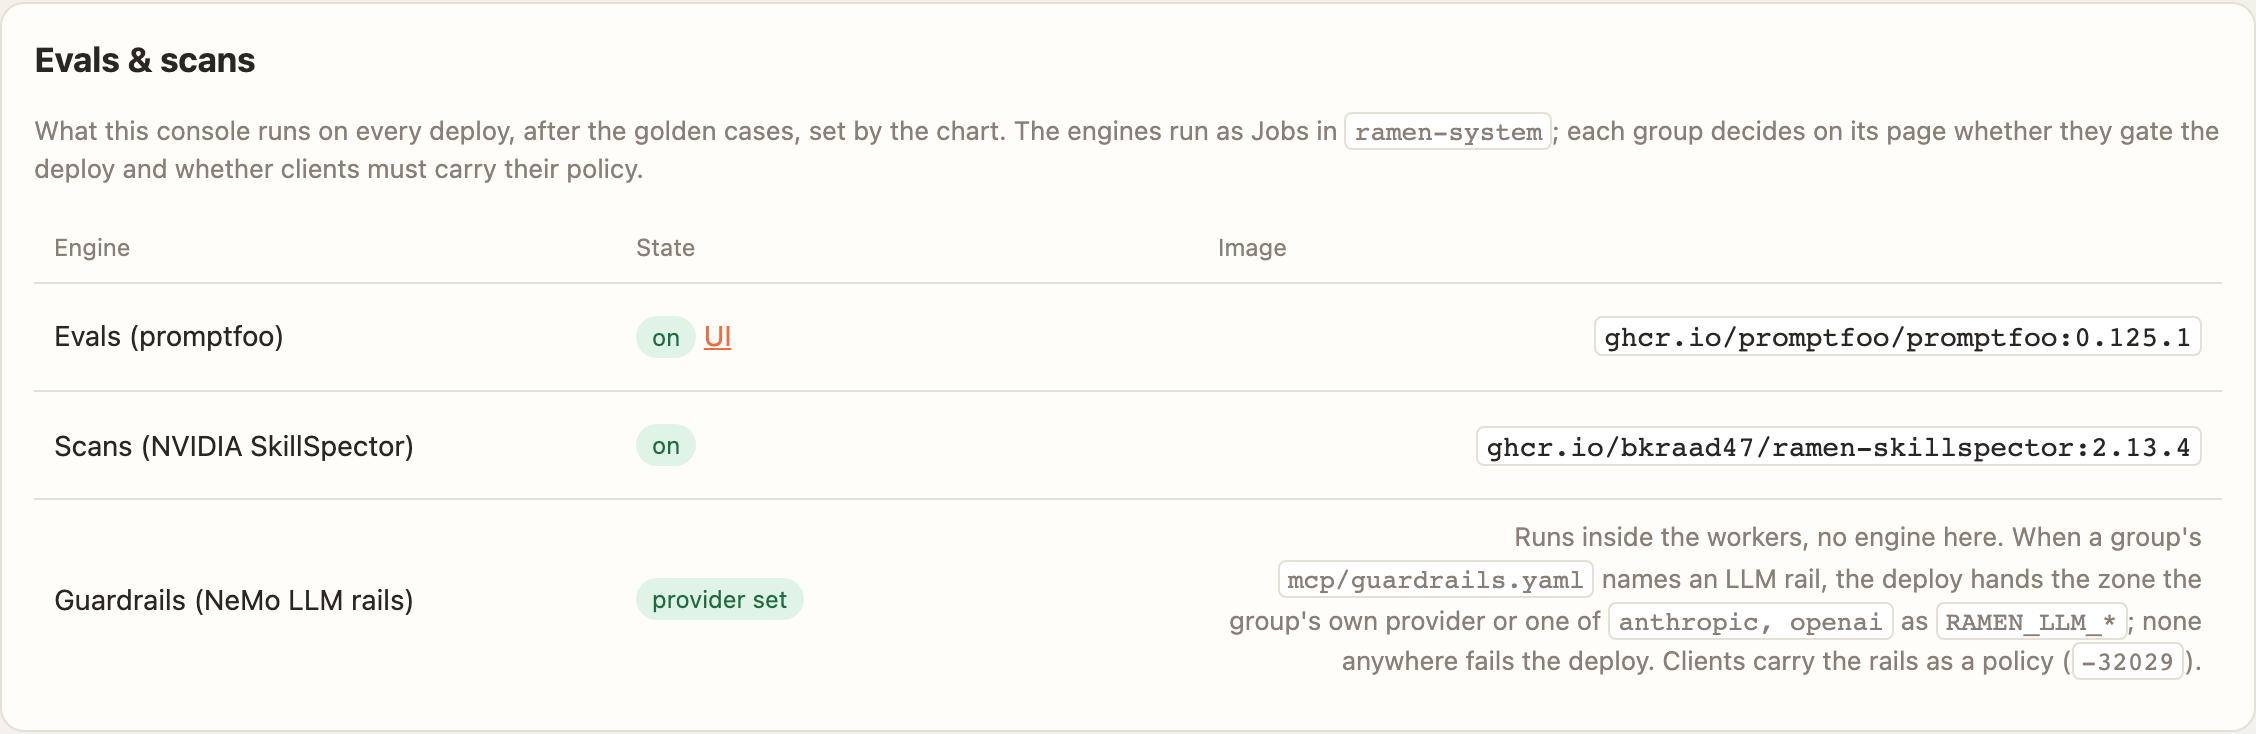 Evals & scans
What this console runs on every deploy, after the golden cases, set by the chart. The engines run as Jobs in ramen-system; each group decides on its page whether they gate the
deploy and whether clients must carry their policy.
Engine State Image
Evals (promptfoo) on UI ghcr.io/promptfoo/promptfoo:0.125.1
Scans (NVIDIA SkillSpector) on ghcr.io/bkraad47/ramen-skillspector:2.13.4
Guardrails (NeMo LLM rails) provider set
Runs inside the workers, no engine here. When a group's
mcp/guardrails.yaml names an LLM rail, the deploy hands the zone the
group's own provider or one of anthropic, openai as RAMEN_LLM_*; none
anywhere fails the deploy. Clients carry the rails as a policy (-32029).